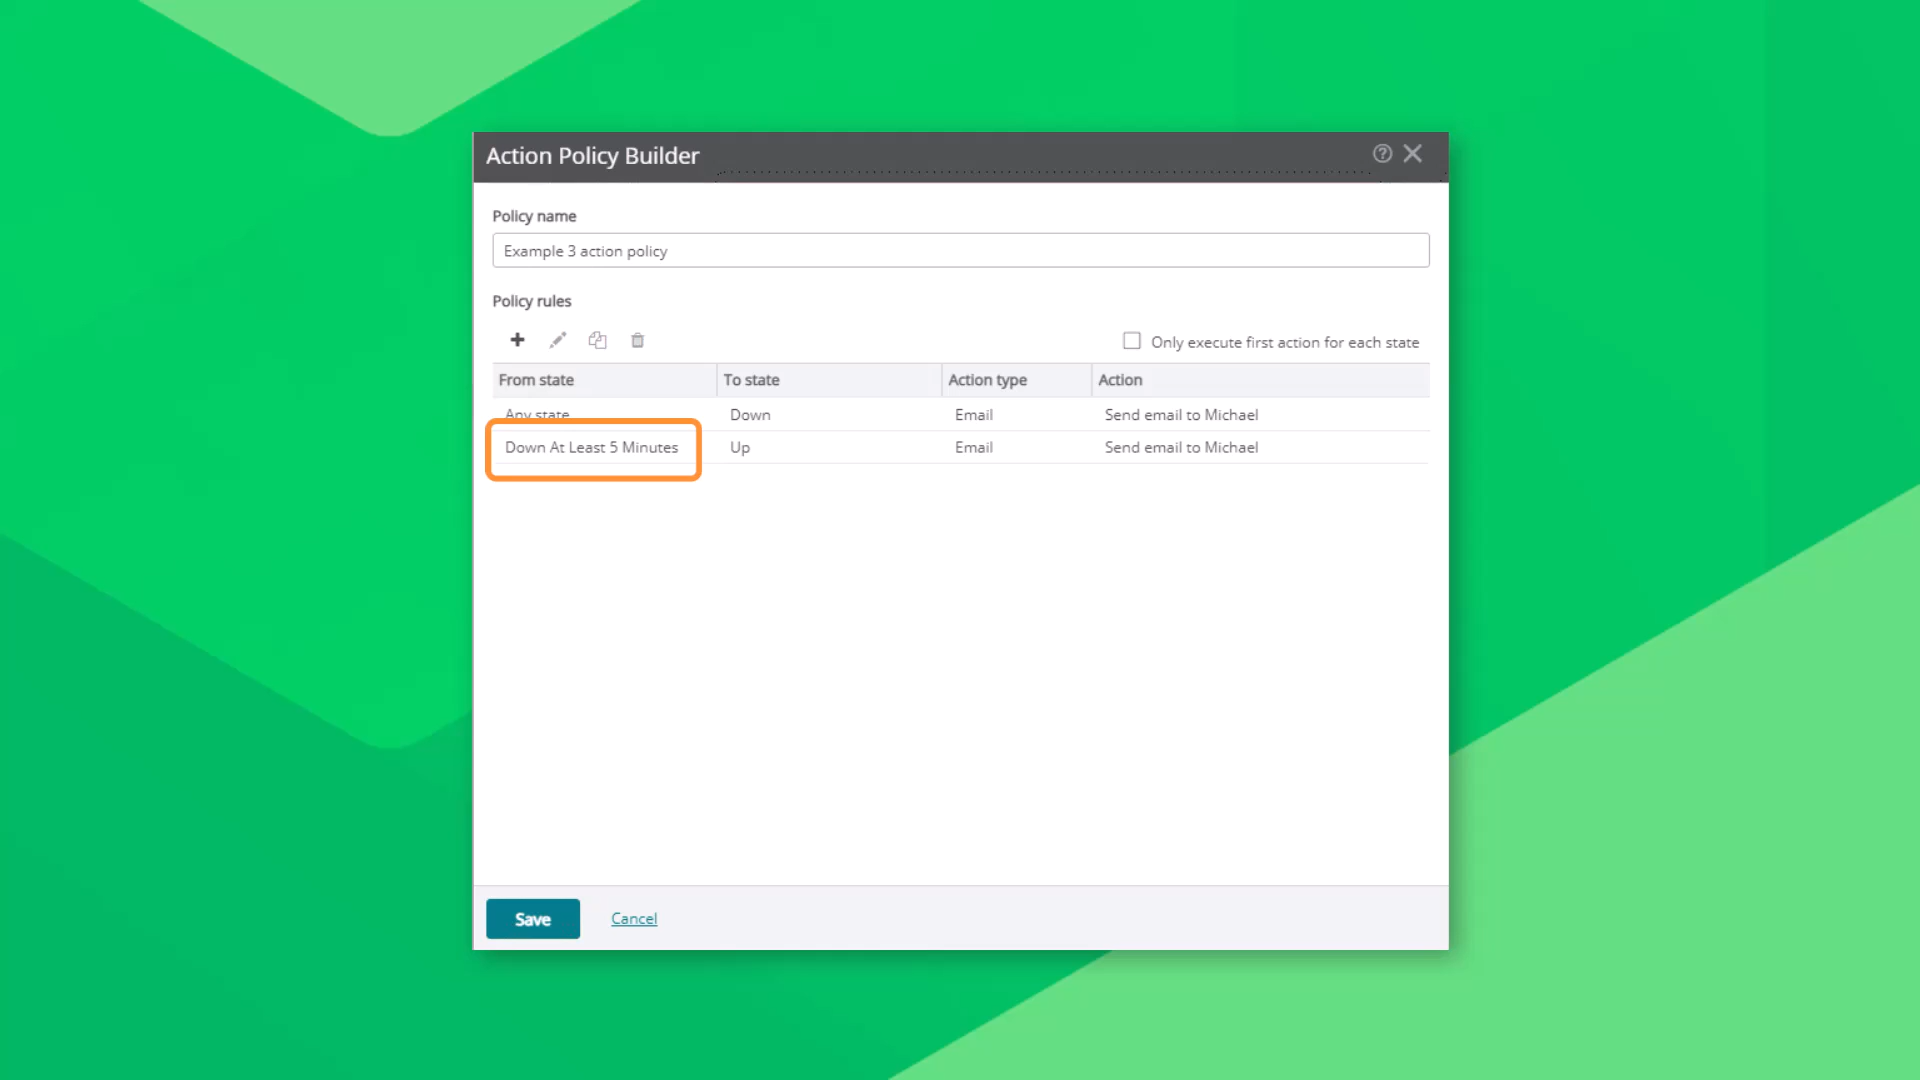 Action Policy Builder
Policy name
Example 3 action policy
Policy rules
Only execute first action for each state
From state To state Action type Action
Any state Down Email Send email to Michael
Down At Least 5 Minutes Up Email Send email to Michael
Save Cancel